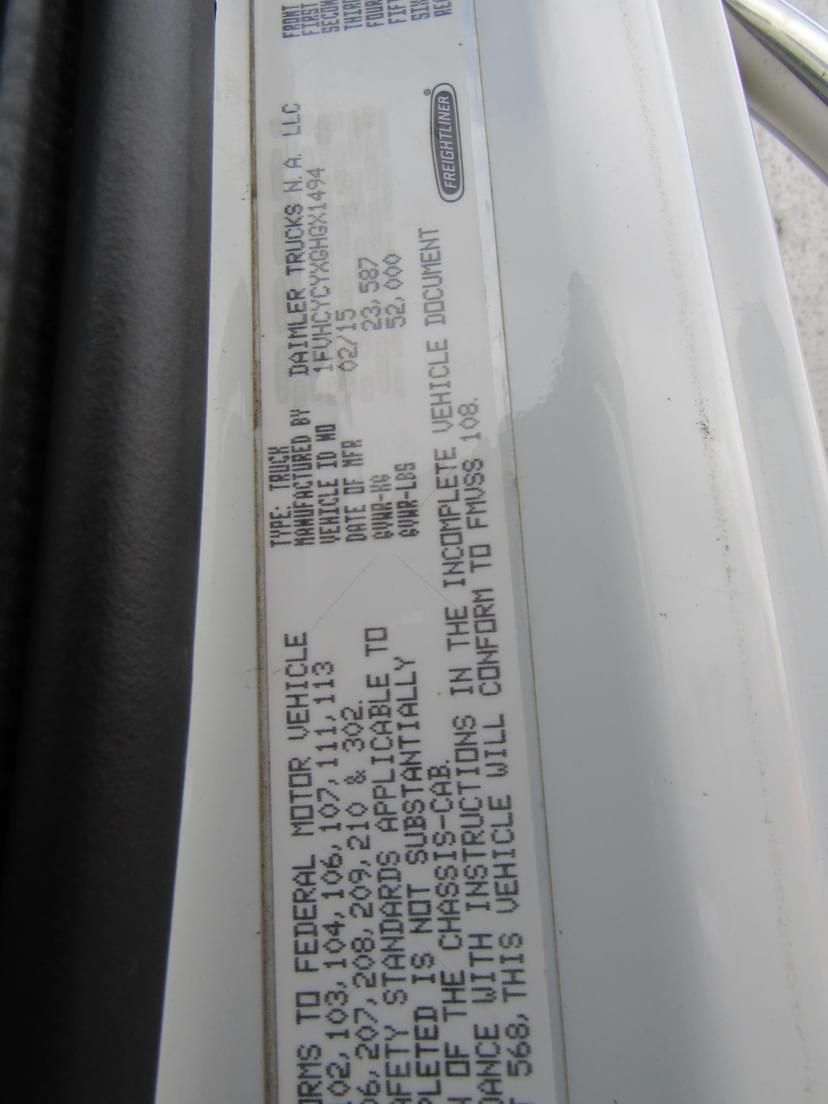 FRONT
FIRST
TYPE: TRUCK
MANUFACTURED BY DAIMLER TRUCKS N.A. LLC
VEHICLE ID NO 1FVHCYCYXGHGX1494
DATE OF MFR 02/15
GVWR-KG 23,587
GVWR-LBS 52,000
FREIGHTLINER
ORMS TO FEDERAL MOTOR VEHICLE
02, 103, 104, 106, 107, 111, 113
06, 207, 208, 209, 210 & 302.
AFETY STANDARDS APPLICABLE TO
PLETED IS NOT SUBSTANTIALLY
OF THE CHASSIS-CAB.
DANCE WITH INSTRUCTIONS IN THE INCOMPLETE VEHICLE DOCUMENT
568, THIS VEHICLE WILL CONFORM TO FMVSS 108.